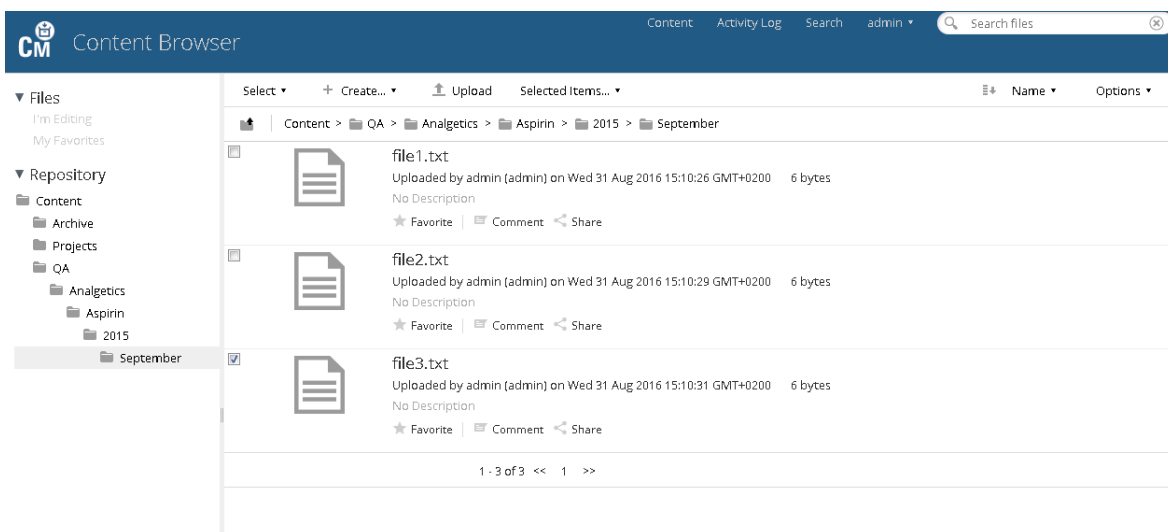 Content Activity Log Search admin Search files
CM Content Browser
Files
I'm Editing
My Favorites
Repository
Content
Archive
Projects
QA
Analgetics
Aspirin
2015
September
Select + Create... Upload Selected Items... Name Options
Content > QA > Analgetics > Aspirin > 2015 > September
file1.txt
Uploaded by admin (admin) on Wed 31 Aug 2016 15:10:26 GMT+0200 6 bytes
No Description
Favorite | Comment Share
file2.txt
Uploaded by admin (admin) on Wed 31 Aug 2016 15:10:29 GMT+0200 6 bytes
No Description
Favorite | Comment Share
file3.txt
Uploaded by admin (admin) on Wed 31 Aug 2016 15:10:31 GMT+0200 6 bytes
No Description
Favorite | Comment Share
1 - 3 of 3 << 1 >>